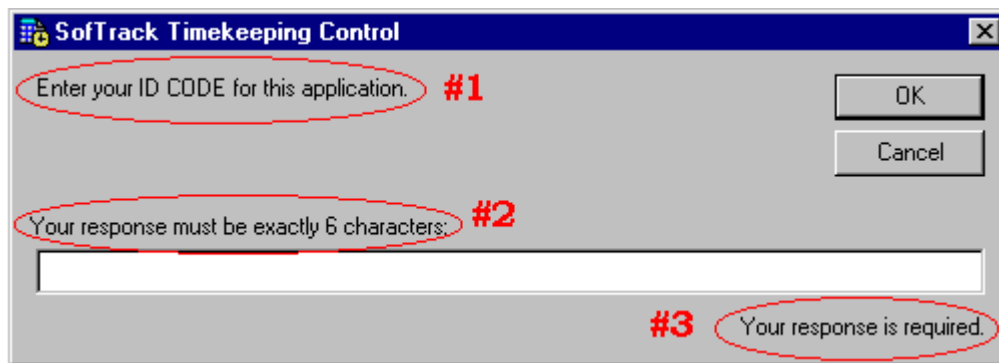 SofTrack Timekeeping Control
Enter your ID CODE for this application. #1
OK
Cancel
Your response must be exactly 6 characters: #2
#3 Your response is required.